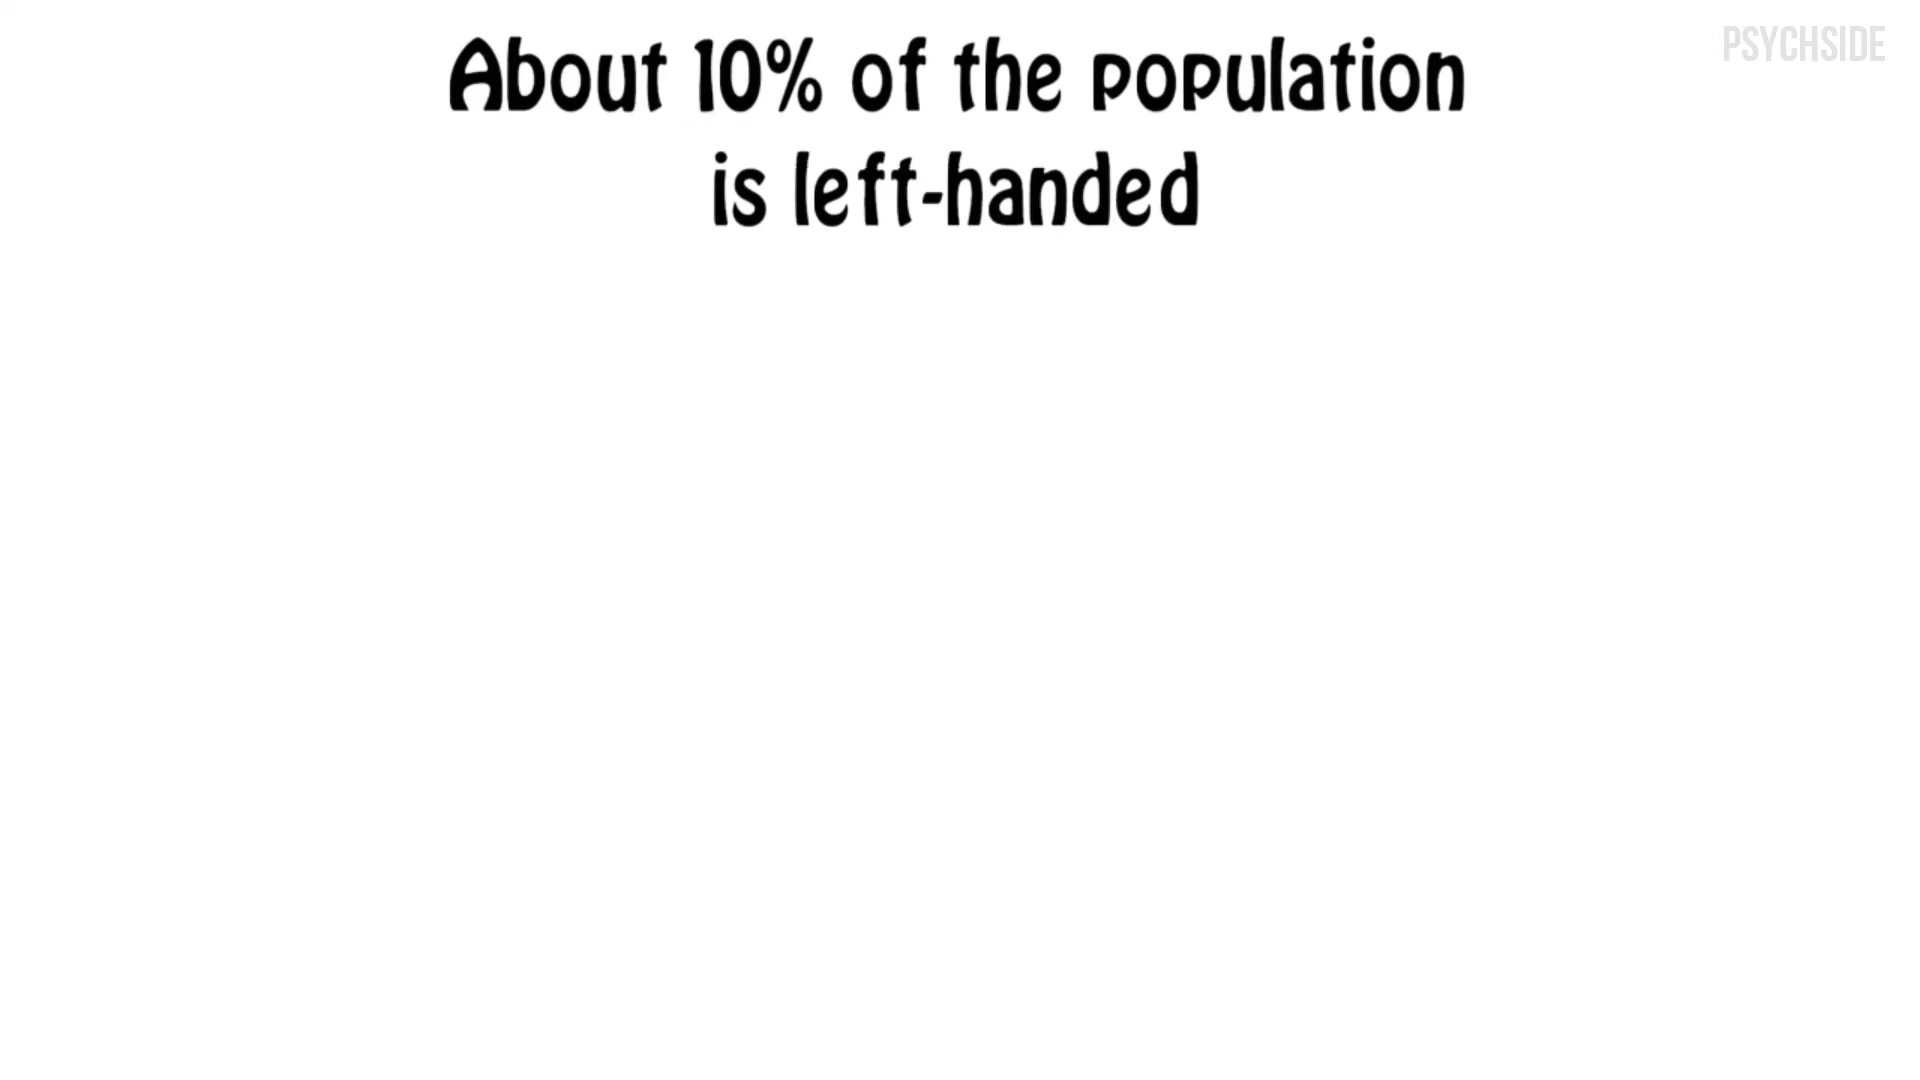 PSYCHSIDE
About 10% of the population
is left-handed